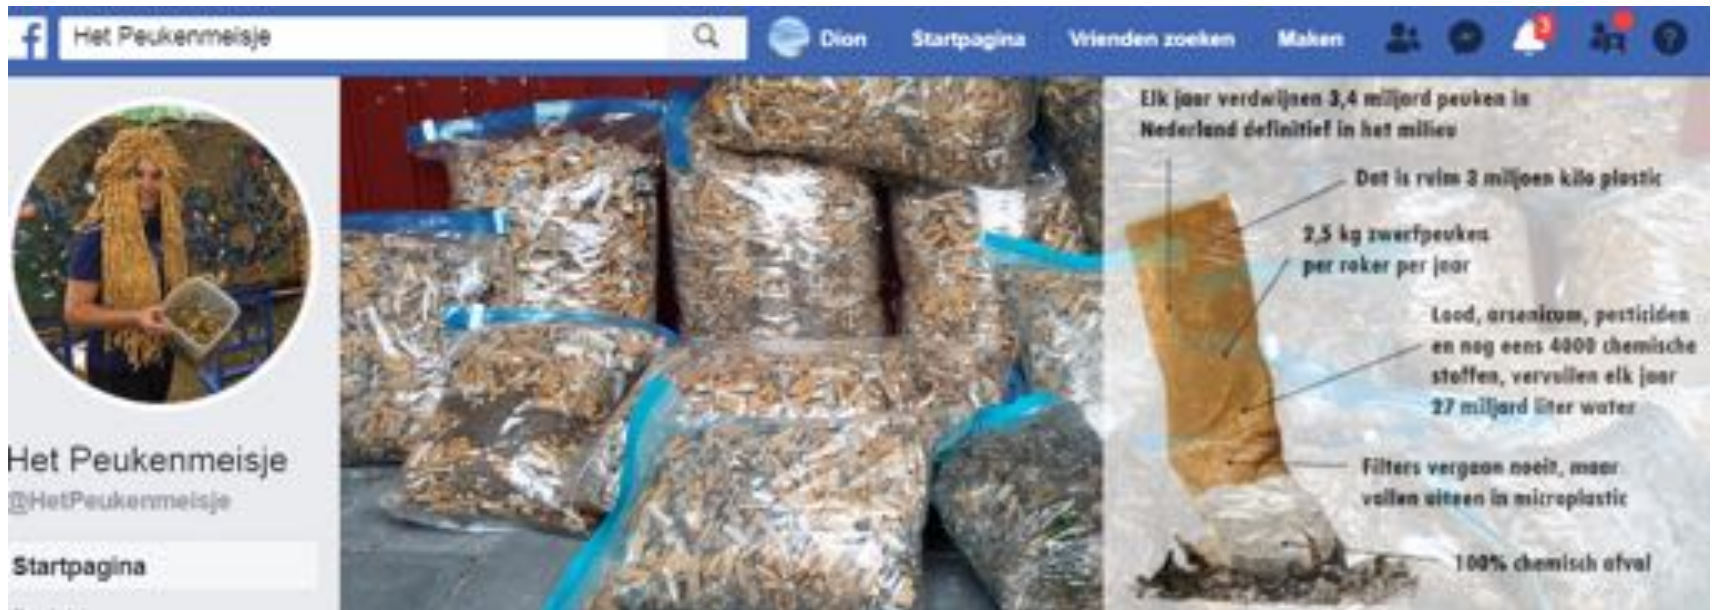 f
Het Peukenmeisje
Dion Startpagina Vrienden zoeken Maken
3
?
Elk jaar verdwijnen 3,4 miljard peuken in
Nederland definitief in het milieu
Dat is ruim 3 miljoen kilo plastic
2,5 kg zwerfpeuken
per roker per jaar
Lood, arsenicum, pesticiden
en nog eens 4000 chemische
stoffen, vervuilen elk jaar
27 miljard liter water
Filters vergaan nooit, maar
vallen uiteen in microplastic
100% chemisch afval
Het Peukenmeisje
@HetPeukenmeisje
Startpagina